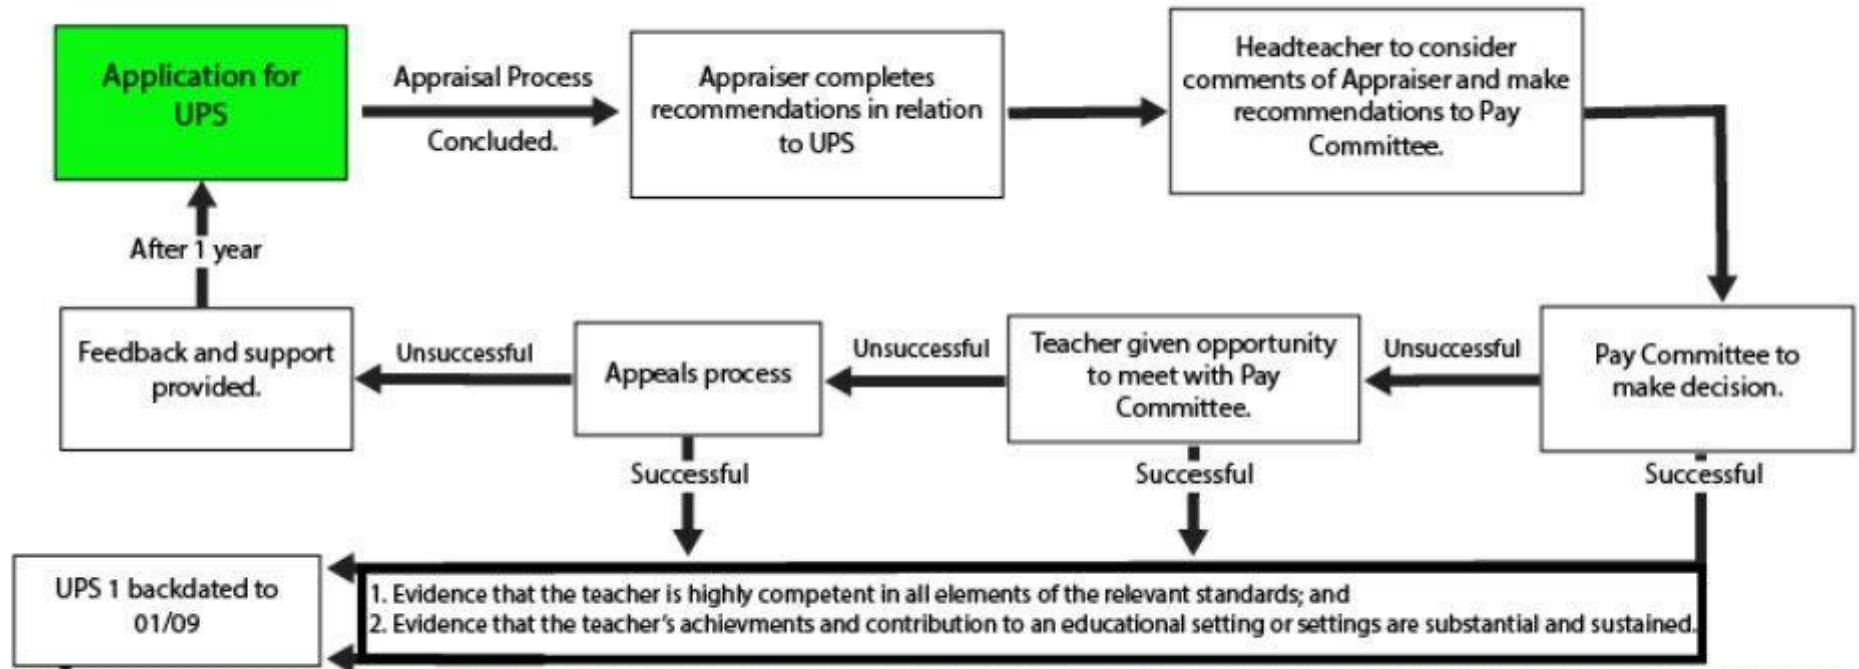 Application for
UPS
Appraisal Process
Concluded.
Appraiser completes
recommendations in relation
to UPS
Headteacher to consider
comments of Appraiser and make
recommendations to Pay
Committee.
After 1 year
Feedback and support
provided.
Unsuccessful
Appeals process
Unsuccessful
Teacher given opportunity
to meet with Pay
Committee.
Unsuccessful
Pay Committee to
make decision.
Successful
Successful
Successful
UPS 1 backdated to
01/09
1. Evidence that the teacher is highly competent in all elements of the relevant standards; and
2. Evidence that the teacher's achievments and contribution to an educational setting or settings are substantial and sustained.